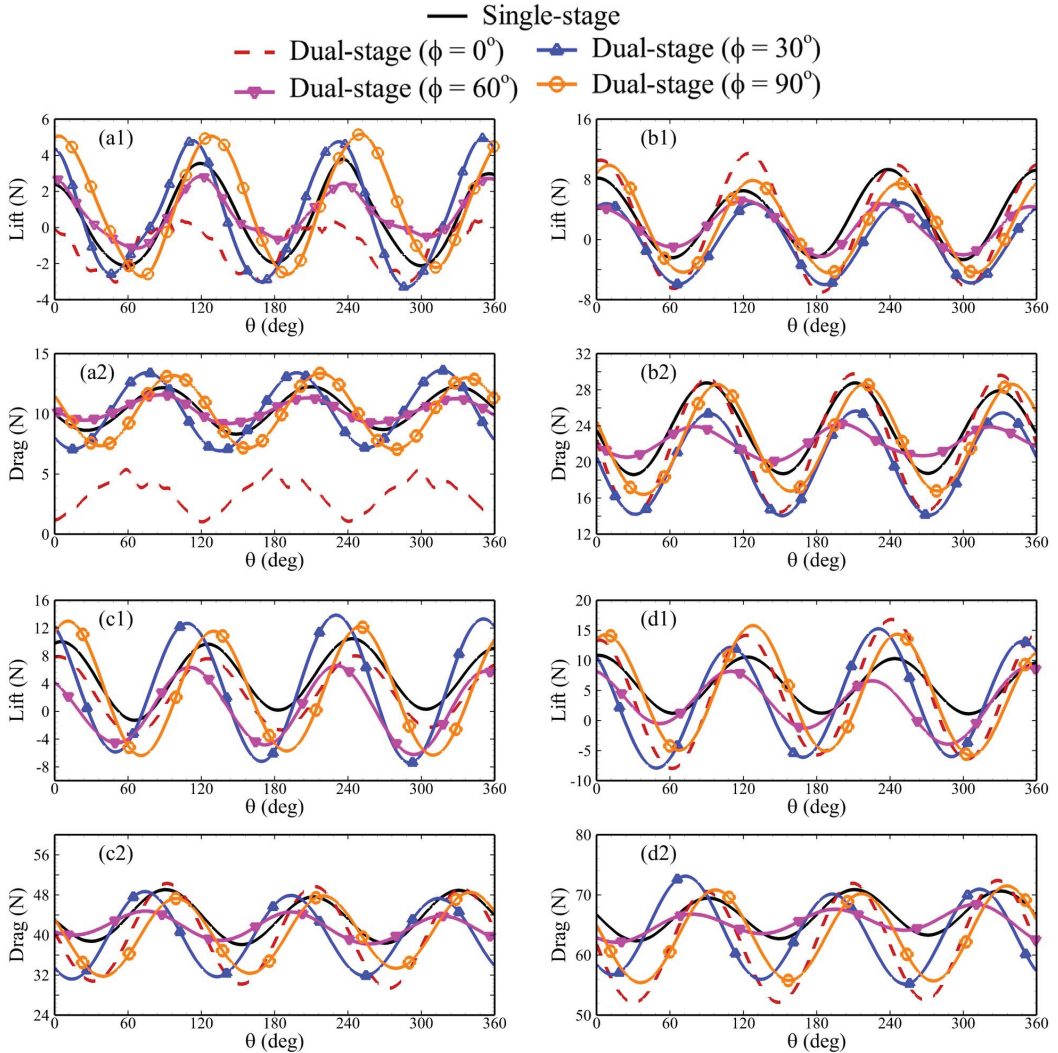 Single-stage
Dual-stage (ϕ = 0°) Dual-stage (ϕ = 30°)
Dual-stage (ϕ = 60°) Dual-stage (ϕ = 90°)
(a1)
Lift (N)
6
4
2
0
-2
-4
0 60 120 180 240 300 360
θ (deg)
(b1)
Lift (N)
16
8
0
-8
0 60 120 180 240 300 360
θ (deg)
(a2)
Drag (N)
15
10
5
0
0 60 120 180 240 300 360
θ (deg)
(b2)
Drag (N)
32
28
24
20
16
12
0 60 120 180 240 300 360
θ (deg)
(c1)
Lift (N)
16
12
8
4
0
-4
-8
0 60 120 180 240 300 360
θ (deg)
(d1)
Lift (N)
20
15
10
5
0
-5
-10
0 60 120 180 240 300 360
θ (deg)
(c2)
Drag (N)
56
48
40
32
24
0 60 120 180 240 300 360
θ (deg)
(d2)
Drag (N)
80
70
60
50
0 60 120 180 240 300 360
θ (deg)